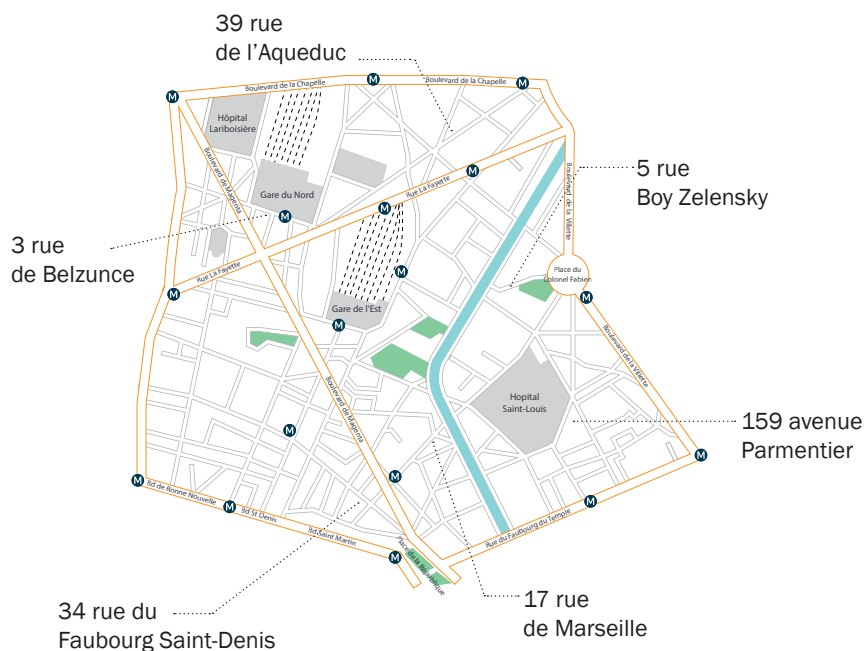 39 rue
de l'Aqueduc
Boulevard de la Chapelle
Boulevard de la Chapelle
M
M
M
Hôpital
Lariboisière
Boulevard de Magenta
Gare du Nord
Rue La Fayette
M
M
M
Boulevard de la Villette
5 rue
Boy Zelensky
3 rue
de Belzunce
Rue La Fayette
M
M
Place du
Colonel Fabien
M
Gare de l'Est
M
Boulevard de la Villette
Boulevard de Magenta
Hopital
Saint-Louis
159 avenue
Parmentier
M
M
M
M
Bd de Bonne Nouvelle
M
Bd St Denis
M
Bd Saint Martin
M
Rue du Faubourg du Temple
Place de la République
34 rue du
Faubourg Saint-Denis
17 rue
de Marseille